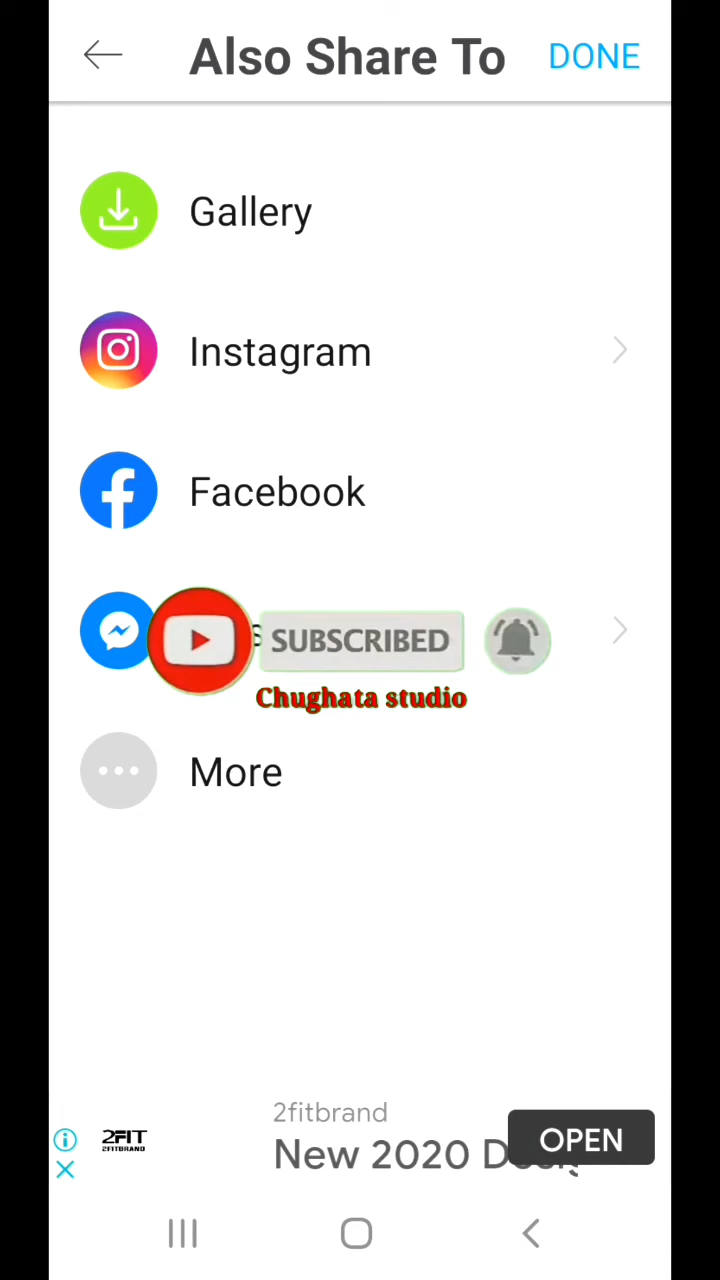 Also Share To DONE
Gallery
Instagram
Facebook
SUBSCRIBED
Chughata studio
More
2fitbrand
2FIT
2FITBRAND
New 2020
OPEN